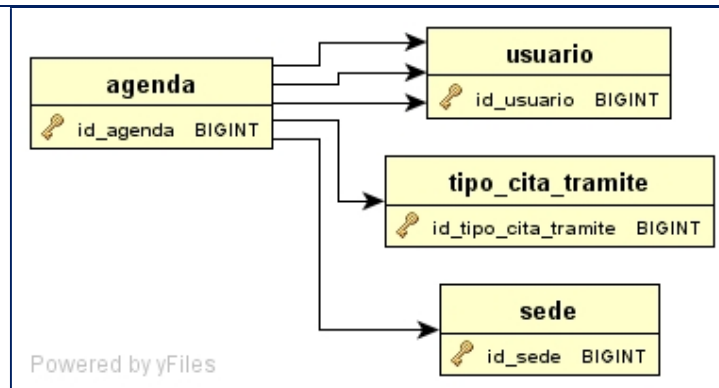 agenda
id_agenda BIGINT
usuario
id_usuario BIGINT
tipo_cita_tramite
id_tipo_cita_tramite BIGINT
sede
id_sede BIGINT
Powered by yFiles